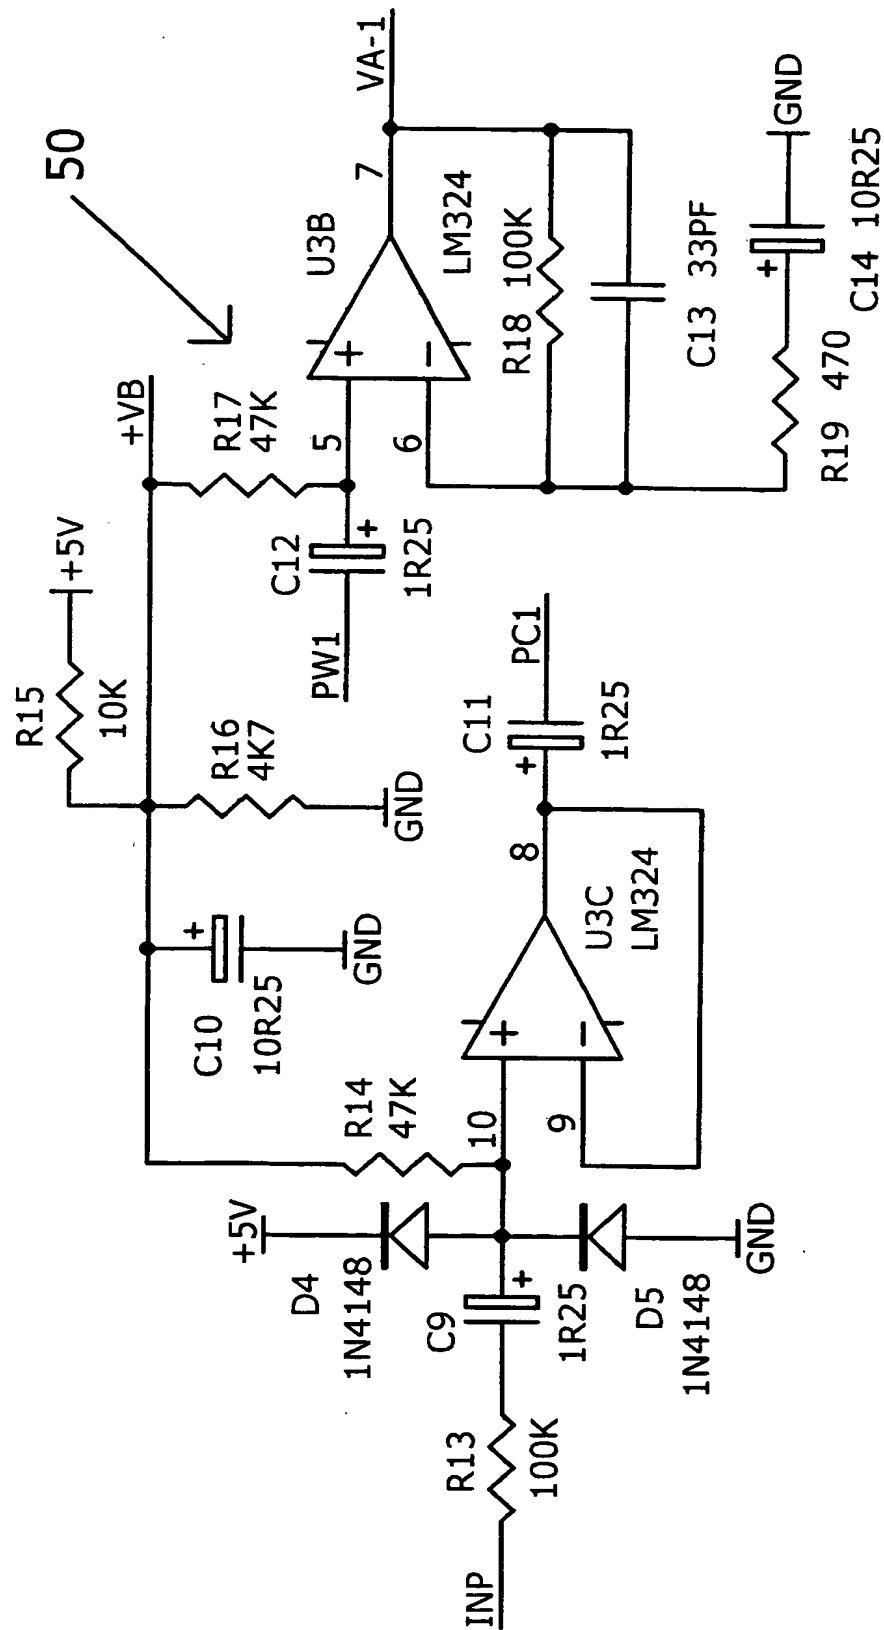 50
INP
R13
100K
C9
1R25
D4
1N4148
+5V
D5
1N4148
GND
R14
47K
10
9
8
U3C
LM324
C10
10R25
GND
R15
10K
+5V
R16
4K7
GND
C11
1R25
PC1
+VB
R17
47K
PW1
C12
1R25
5
6
7
U3B
LM324
VA-1
R18 100K
C13 33PF
R19 470
C14 10R25
GND